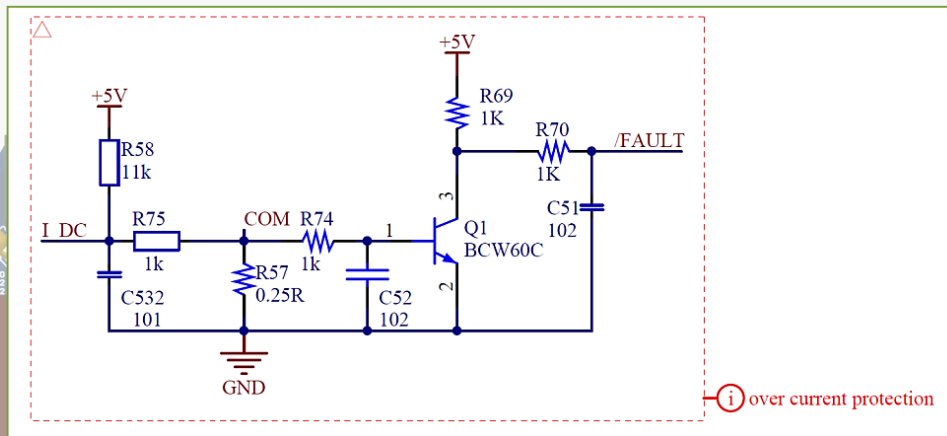 +5V
+5V
R69
1K
R58
11k
R70
1K
/FAULT
I_DC
R75
1k
COM
R74
1k
1
3
Q1
BCW60C
2
C51
102
C532
101
R57
0.25R
C52
102
GND
i
over current protection